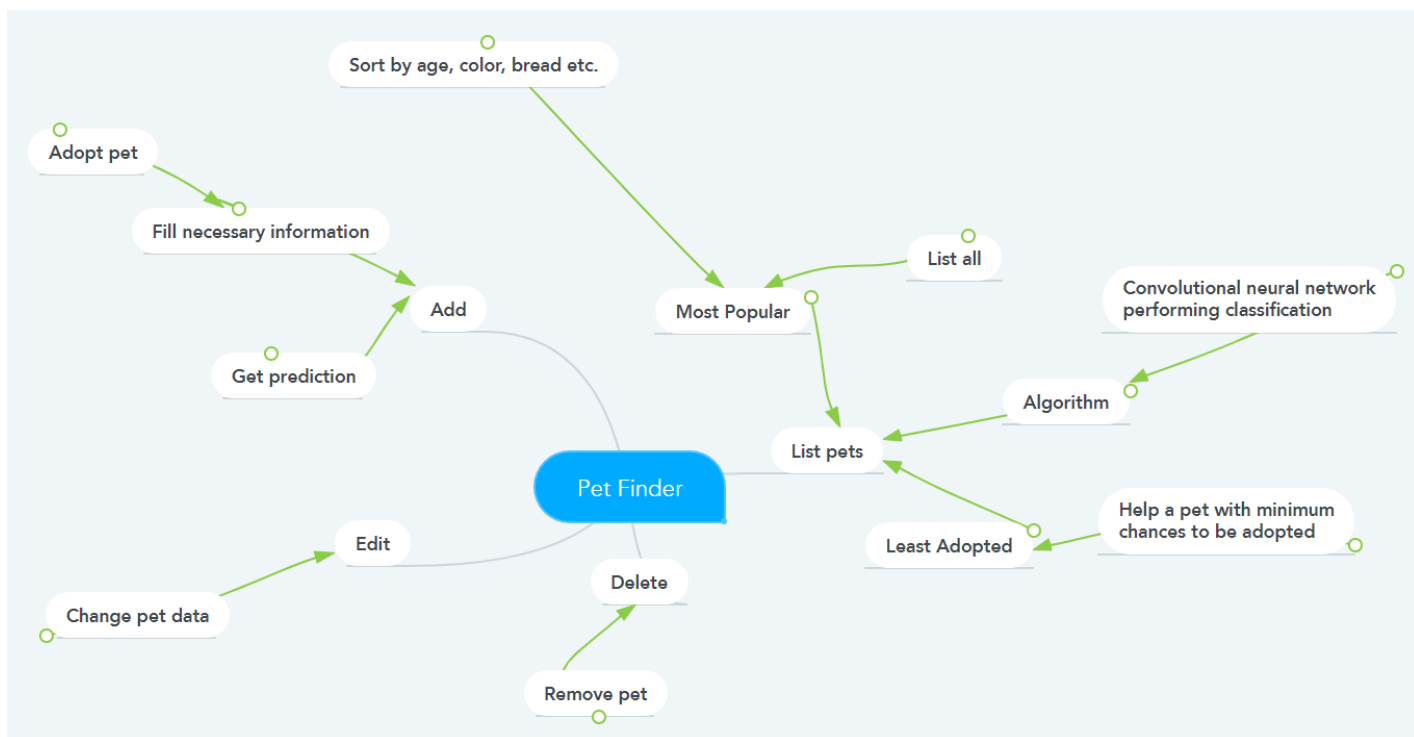 Sort by age, color, bread etc.
Adopt pet
Fill necessary information
Add
Get prediction
List all
Most Popular
Convolutional neural network
performing classification
Algorithm
List pets
Pet Finder
Help a pet with minimum
chances to be adopted
Least Adopted
Edit
Delete
Change pet data
Remove pet